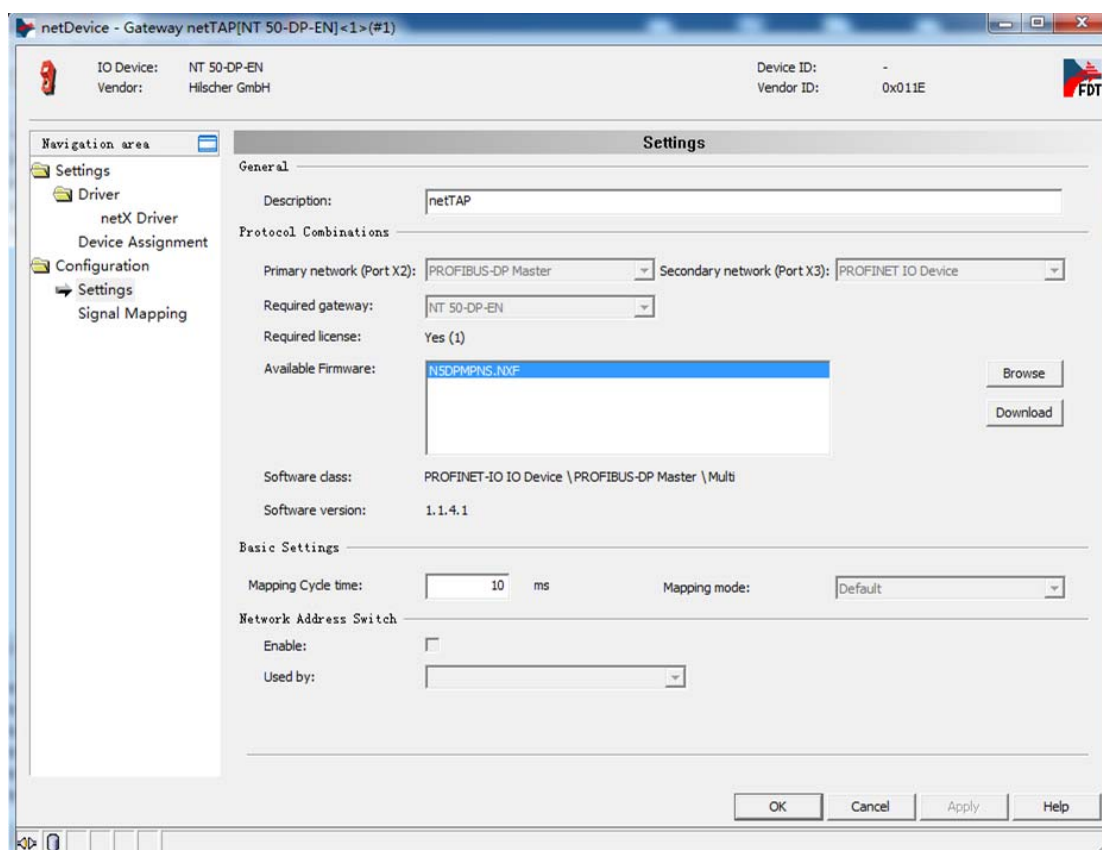 netDevice - Gateway netTAP[NT 50-DP-EN]<1>(#1)
IO Device: NT 50-DP-EN Device ID: -
Vendor: Hilscher GmbH Vendor ID: 0x011E
FDT
Navigation area
Settings
Driver
netX Driver
Device Assignment
Configuration
Settings
Signal Mapping
Settings
General
Description: netTAP
Protocol Combinations
Primary network (Port X2): PROFIBUS-DP Master Secondary network (Port X3): PROFINET IO Device
Required gateway: NT 50-DP-EN
Required license: Yes (1)
Available Firmware: N5DPMPNS.NXF
Browse
Download
Software class: PROFINET-IO IO Device \ PROFIBUS-DP Master \ Multi
Software version: 1.1.4.1
Basic Settings
Mapping Cycle time: 10 ms Mapping mode: Default
Network Address Switch
Enable:
Used by:
OK Cancel Apply Help